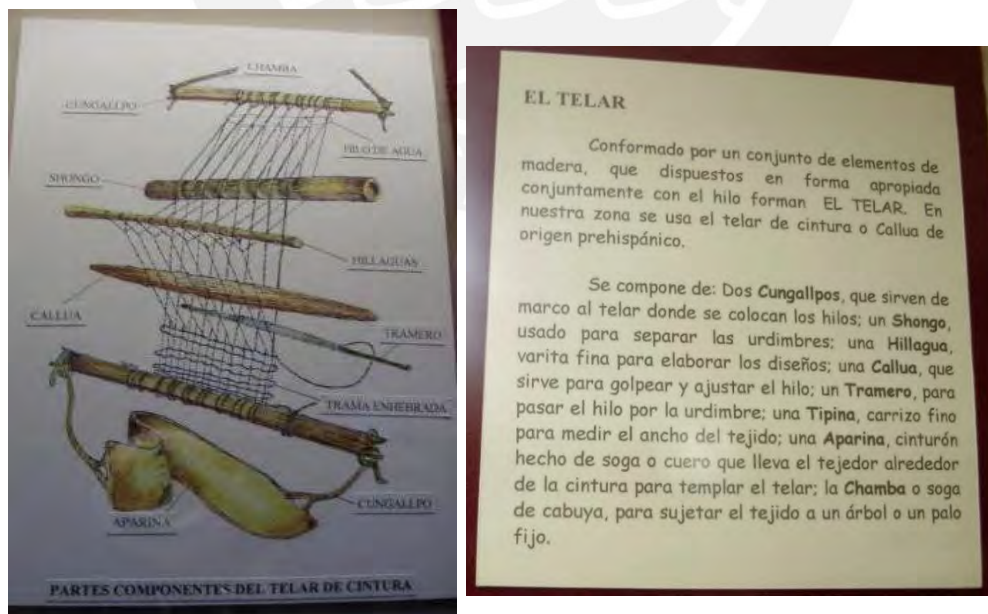 CHAMBA
CUNGALLPO
HILO DE AGUA
SHONGO
HILLAGUAS
CALLUA
TRAMERO
TRAMA ENHEBRADA
CUNGALLPO
APARINA
PARTES COMPONENTES DEL TELAR DE CINTURA
EL TELAR
Conformado por un conjunto de elementos de
madera, que dispuestos en forma apropiada
conjuntamente con el hilo forman EL TELAR. En
nuestra zona se usa el telar de cintura o Callua de
origen prehispánico.
Se compone de: Dos Cungallpos, que sirven de
marco al telar donde se colocan los hilos; un Shongo,
usado para separar las urdimbres; una Hillagua,
varita fina para elaborar los diseños; una Callua, que
sirve para golpear y ajustar el hilo; un Tramero, para
pasar el hilo por la urdimbre; una Tipina, carrizo fino
para medir el ancho del tejido; una Aparina, cinturón
hecho de soga o cuero que lleva el tejedor alrededor
de la cintura para templar el telar; la Chamba o soga
de cabuya, para sujetar el tejido a un árbol o un palo
fijo.